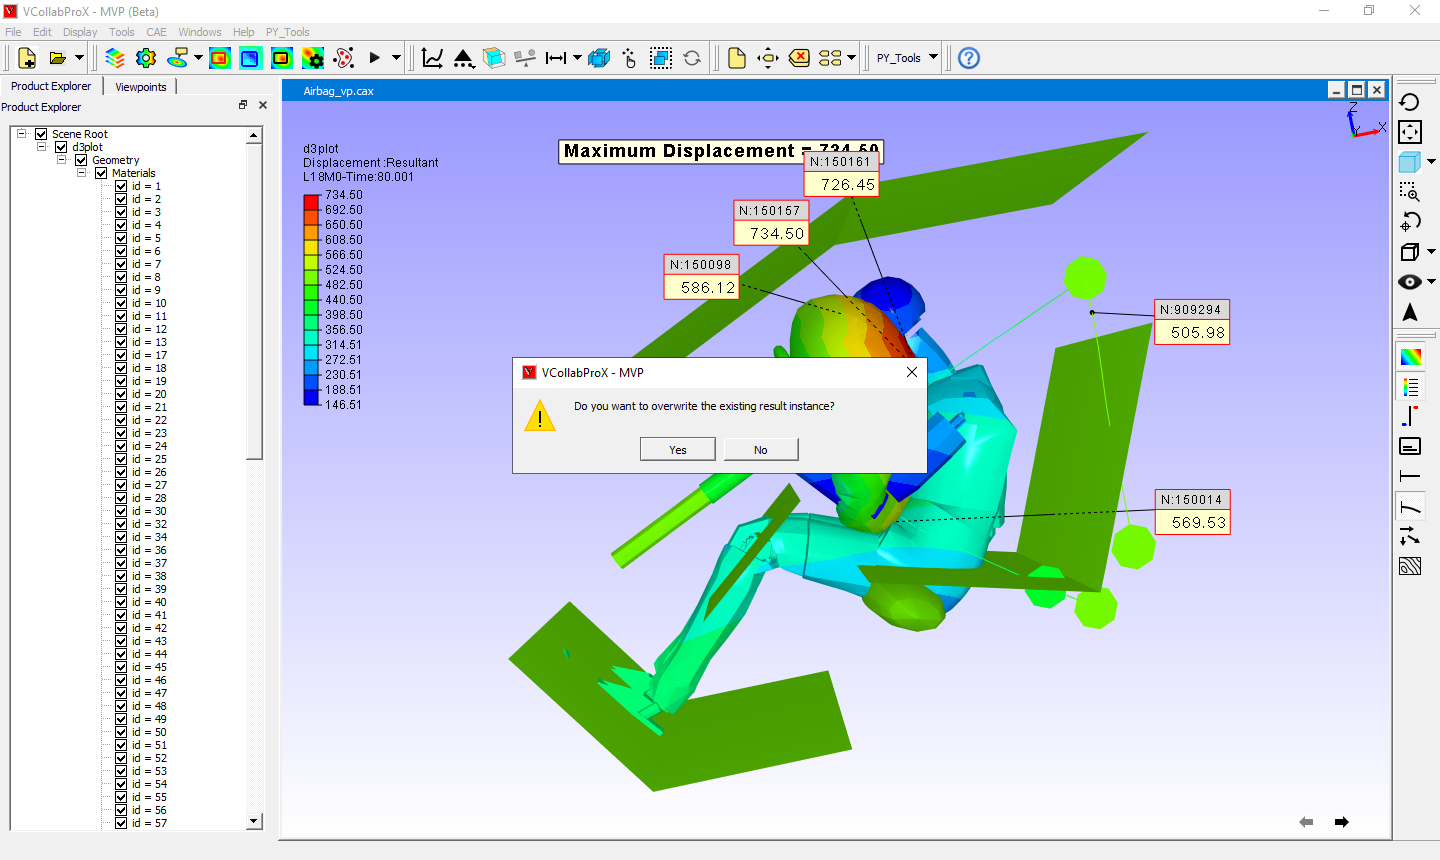 VCollabProX - MVP (Beta)
File Edit Display Tools CAE Windows Help PY_Tools
PY_Tools
Product Explorer Viewpoints
Product Explorer
Scene Root
d3plot
Geometry
Materials
id = 1
id = 2
id = 3
id = 4
id = 5
id = 6
id = 7
id = 8
id = 9
id = 10
id = 11
id = 12
id = 13
id = 17
id = 18
id = 19
id = 20
id = 21
id = 22
id = 23
id = 24
id = 25
id = 26
id = 27
id = 28
id = 30
id = 32
id = 34
id = 36
id = 37
id = 38
id = 39
id = 40
id = 41
id = 42
id = 43
id = 44
id = 45
id = 46
id = 47
id = 48
id = 49
id = 50
id = 51
id = 52
id = 53
id = 54
id = 55
id = 56
id = 57
Airbag_vp.cax
d3plot
Displacement :Resultant
L18M0-Time:80.001
734.50
692.50
650.50
608.50
566.50
524.50
482.50
440.50
398.50
356.50
314.51
272.51
230.51
188.51
146.51
Maximum Displacement = 734.50
N:150161
726.45
N:150157
734.50
N:150098
586.12
N:909294
505.98
N:150014
569.53
Z
X
Y
VCollabProX - MVP
Do you want to overwrite the existing result instance?
Yes No